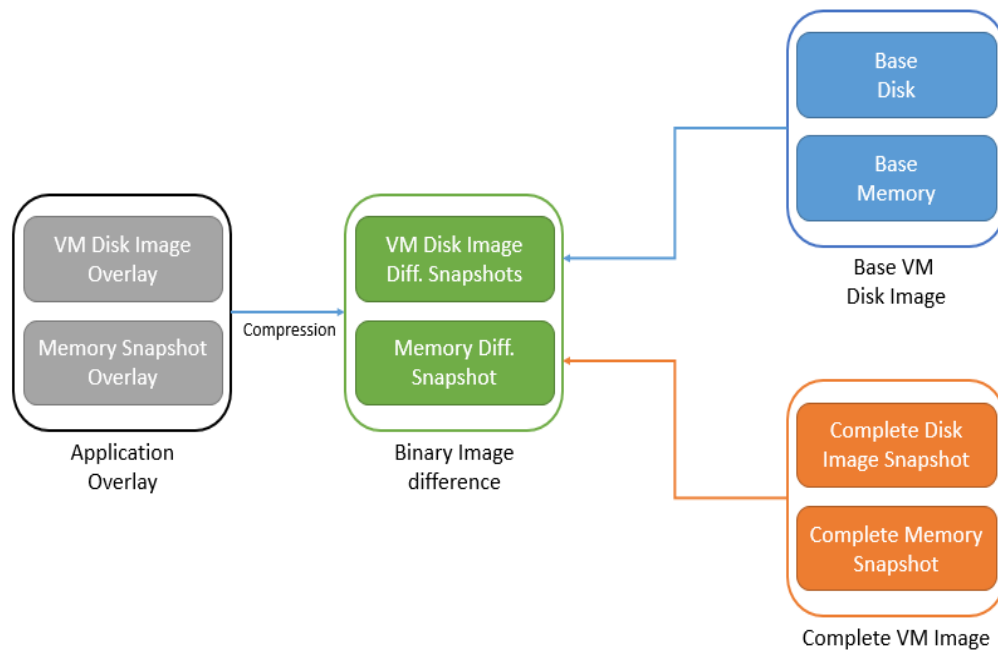 VM Disk Image
Overlay
Memory Snapshot
Overlay
Application
Overlay
Compression
VM Disk Image
Diff. Snapshots
Memory Diff.
Snapshot
Binary Image
difference
Base
Disk
Base
Memory
Base VM
Disk Image
Complete Disk
Image Snapshot
Complete Memory
Snapshot
Complete VM Image